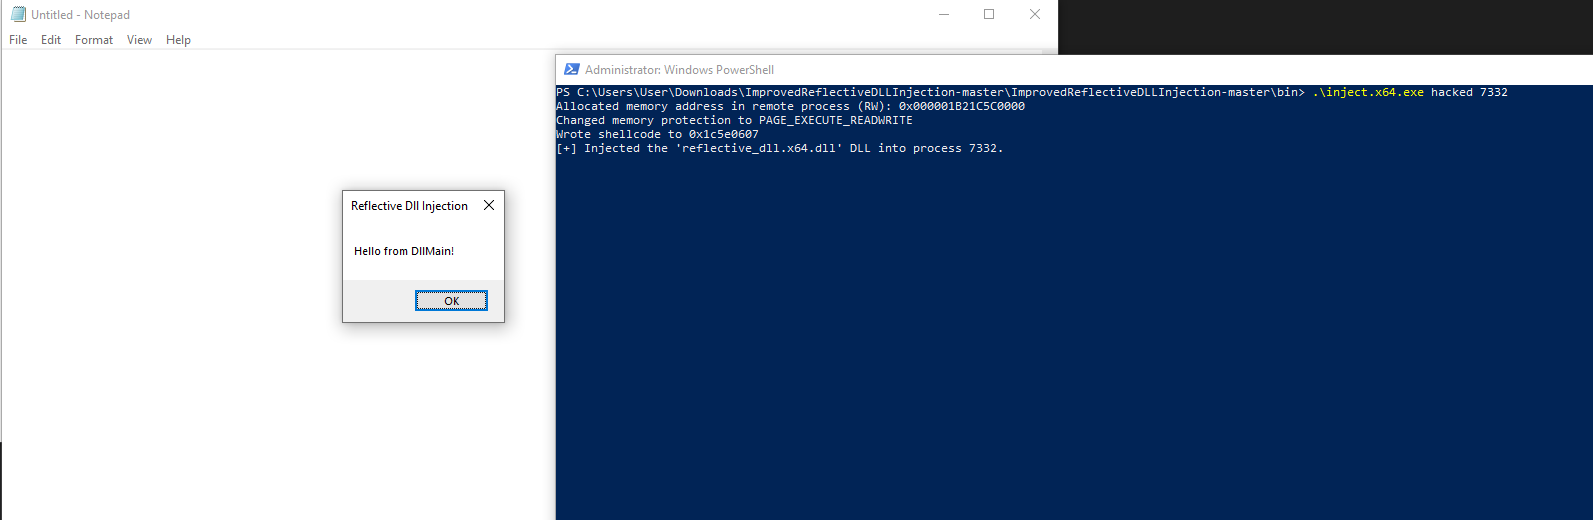 Untitled - Notepad
File Edit Format View Help
Administrator: Windows PowerShell
PS C:\Users\User\Downloads\ImprovedReflectiveDLLInjection-master\ImprovedReflectiveDLLInjection-master\bin> .\inject.x64.exe hacked 7332
Allocated memory address in remote process (RW): 0x000001B21C5C0000
Changed memory protection to PAGE_EXECUTE_READWRITE
Wrote shellcode to 0x1c5e0607
[+] Injected the 'reflective_dll.x64.dll' DLL into process 7332.
Reflective Dll Injection
Hello from DllMain!
OK